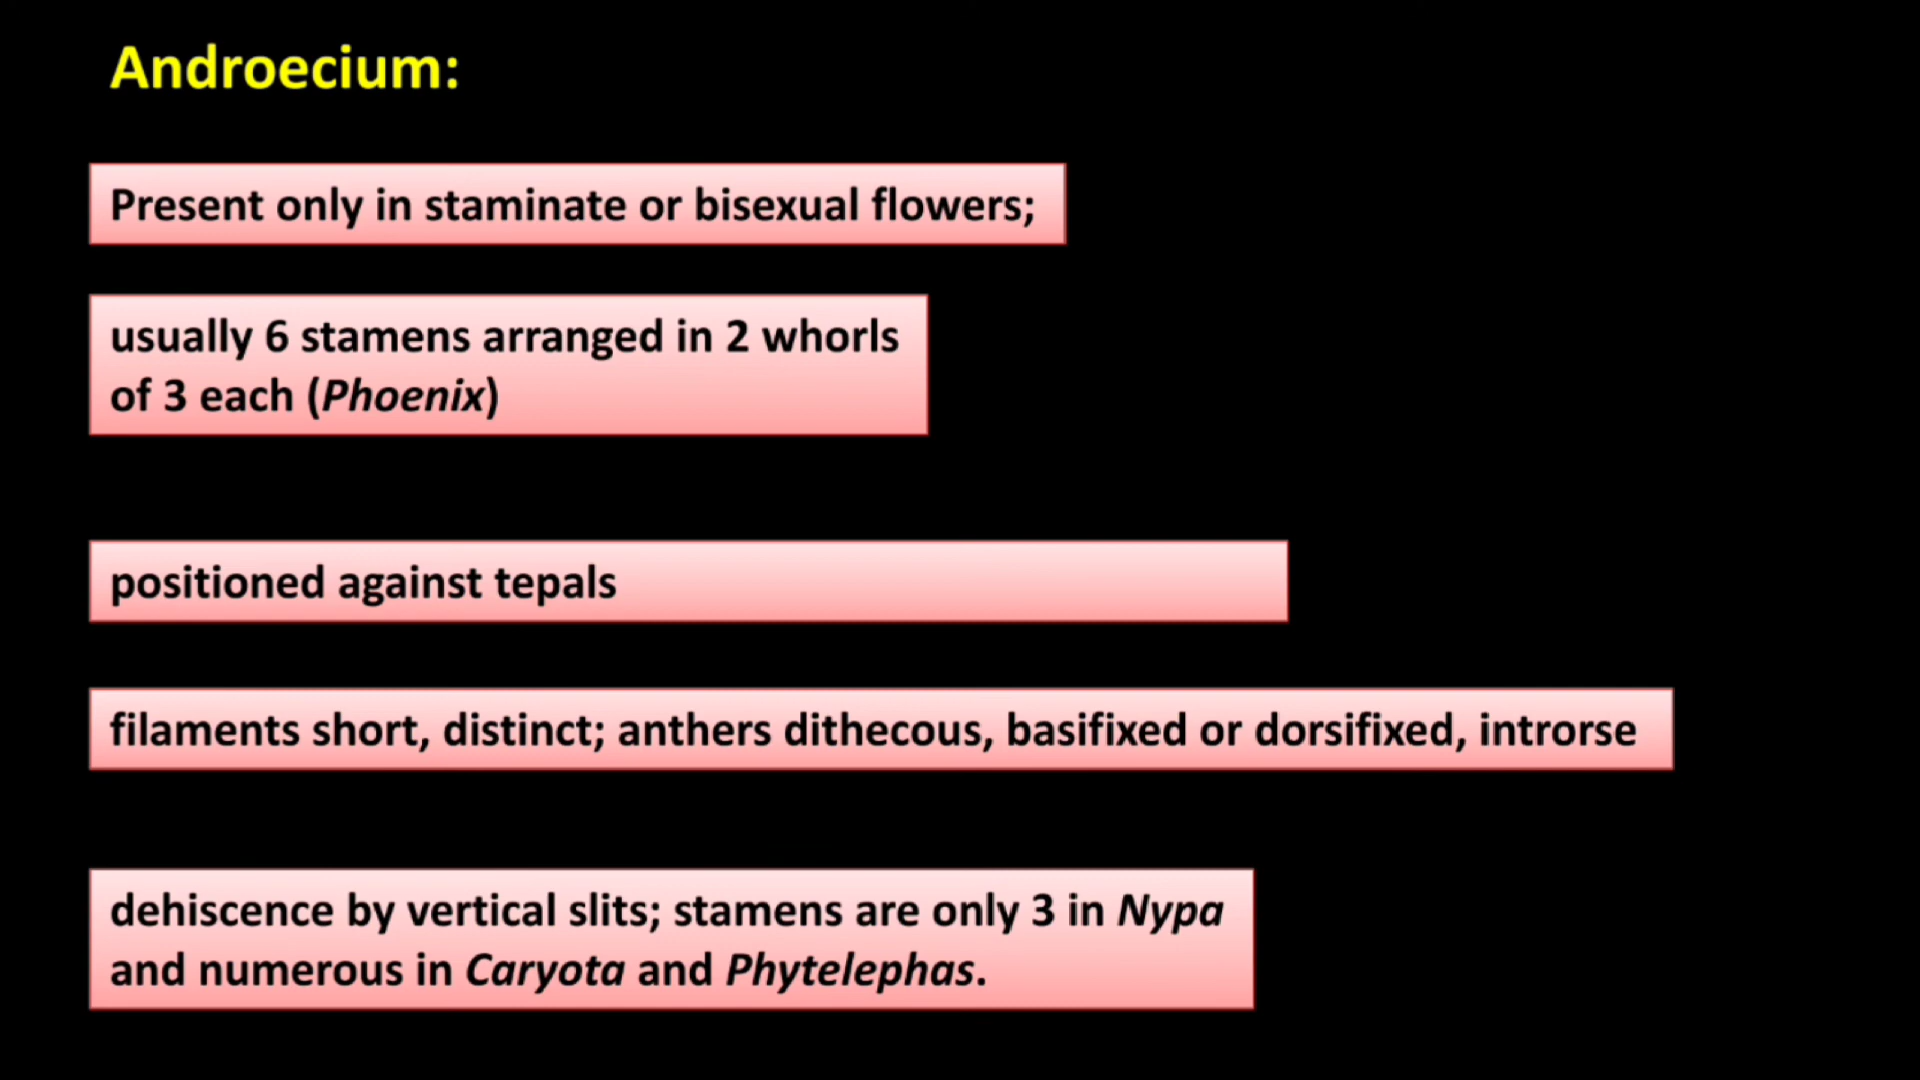 Androecium:
Present only in staminate or bisexual flowers;
usually 6 stamens arranged in 2 whorls
of 3 each (Phoenix)
positioned against tepals
filaments short, distinct; anthers dithecous, basifixed or dorsifixed, introrse
dehiscence by vertical slits; stamens are only 3 in Nypa
and numerous in Caryota and Phytelephas.